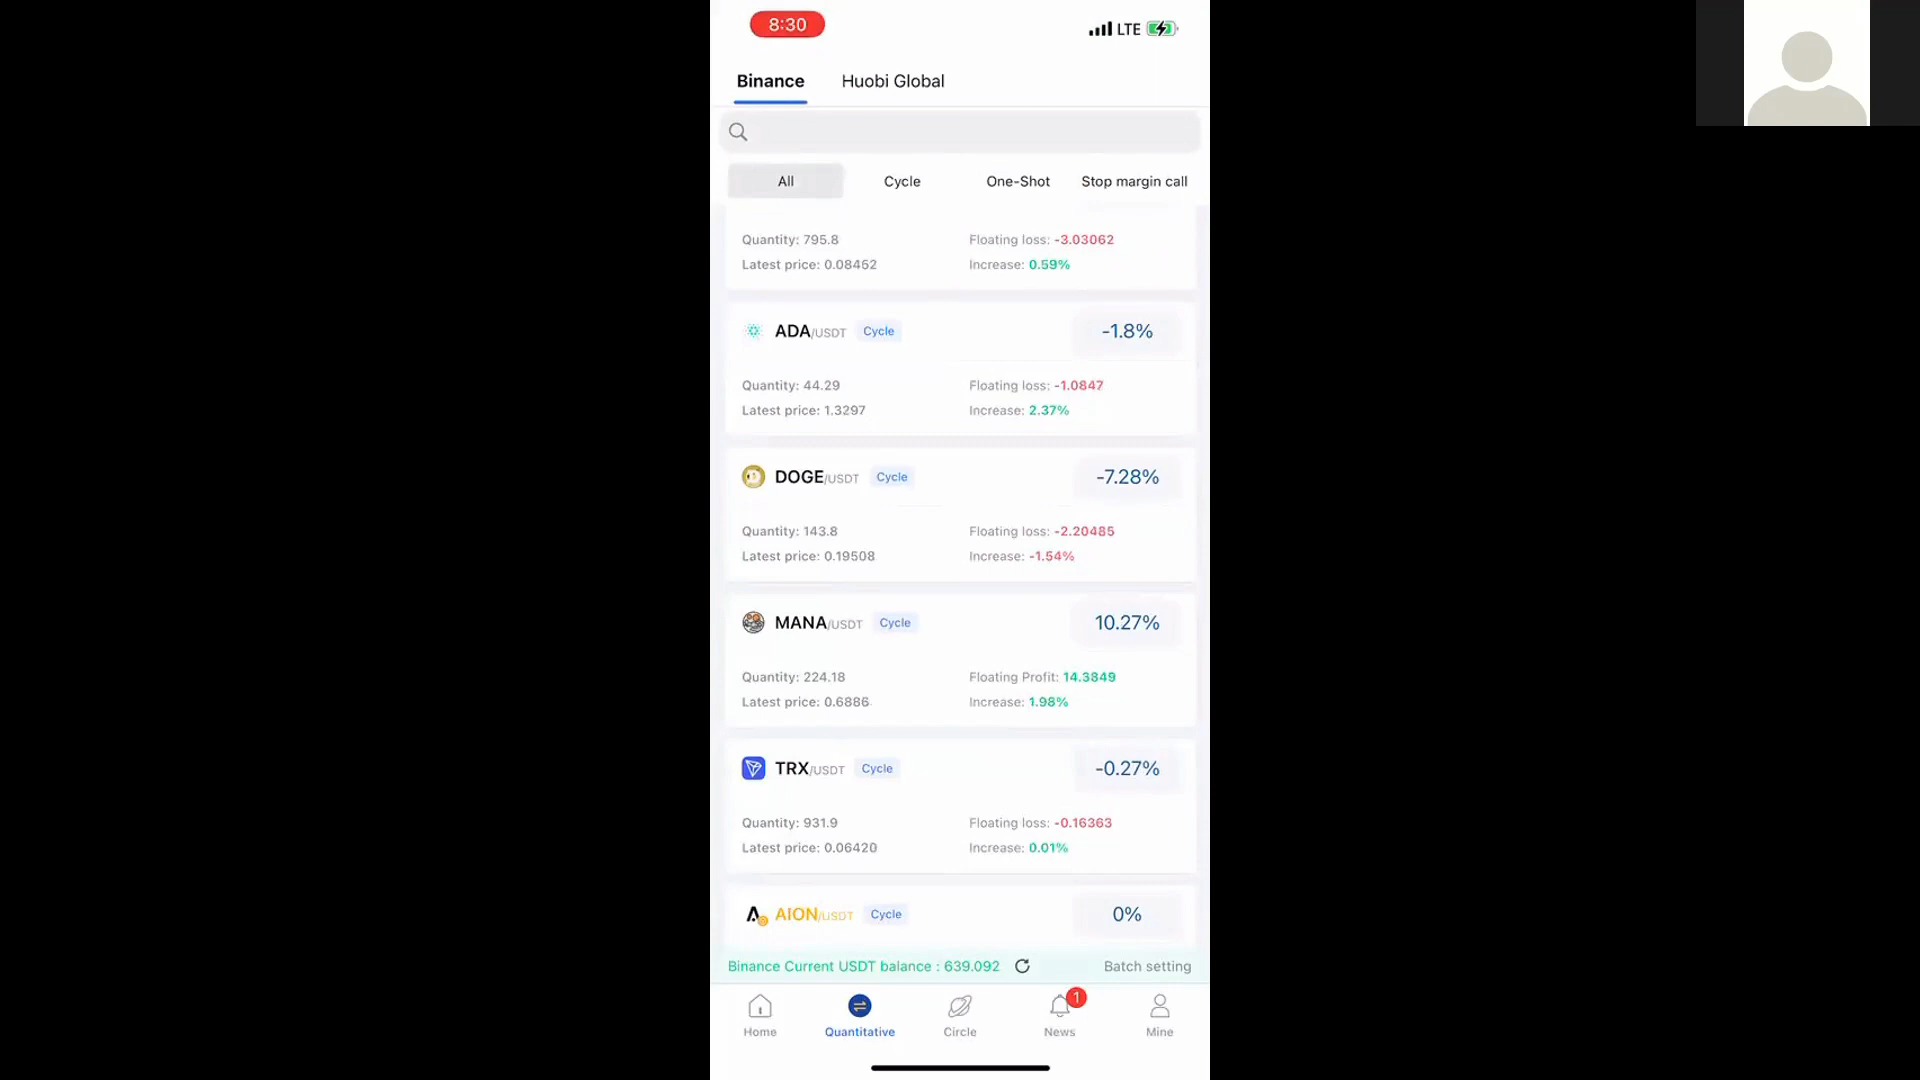 8:30 LTE
Binance Huobi Global
All Cycle One-Shot Stop margin call
Quantity: 795.8 Floating loss: -3.03062
Latest price: 0.08462 Increase: 0.59%
ADA/USDT Cycle -1.8%
Quantity: 44.29 Floating loss: -1.0847
Latest price: 1.3297 Increase: 2.37%
DOGE/USDT Cycle -7.28%
Quantity: 143.8 Floating loss: -2.20485
Latest price: 0.19508 Increase: -1.54%
MANA/USDT Cycle 10.27%
Quantity: 224.18 Floating Profit: 14.3849
Latest price: 0.6886 Increase: 1.98%
TRX/USDT Cycle -0.27%
Quantity: 931.9 Floating loss: -0.16363
Latest price: 0.06420 Increase: 0.01%
AION/USDT Cycle 0%
Binance Current USDT balance : 639.092 Batch setting
1
Home Quantitative Circle News Mine